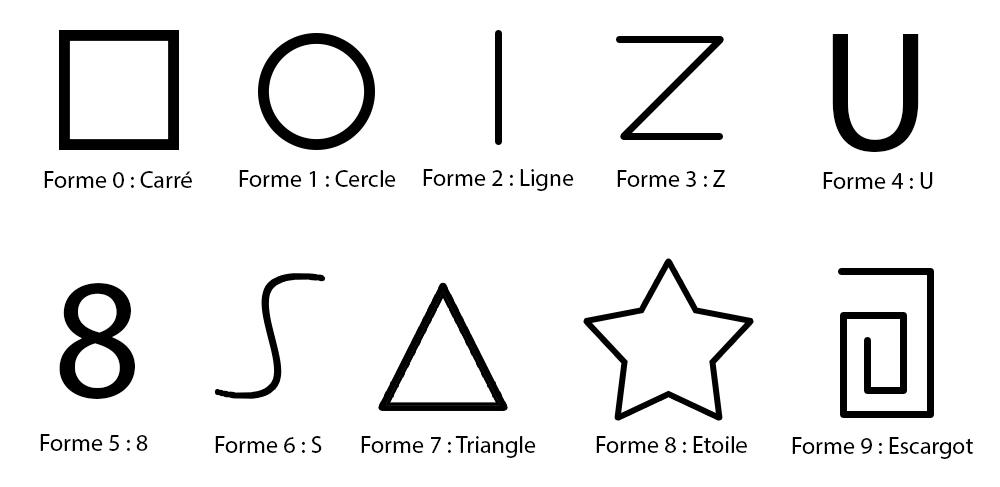 Forme 0 : Carré
Forme 1 : Cercle
Forme 2 : Ligne
Forme 3 : Z
Forme 4 : U
Forme 5 : 8
Forme 6 : S
Forme 7 : Triangle
Forme 8 : Etoile
Forme 9 : Escargot